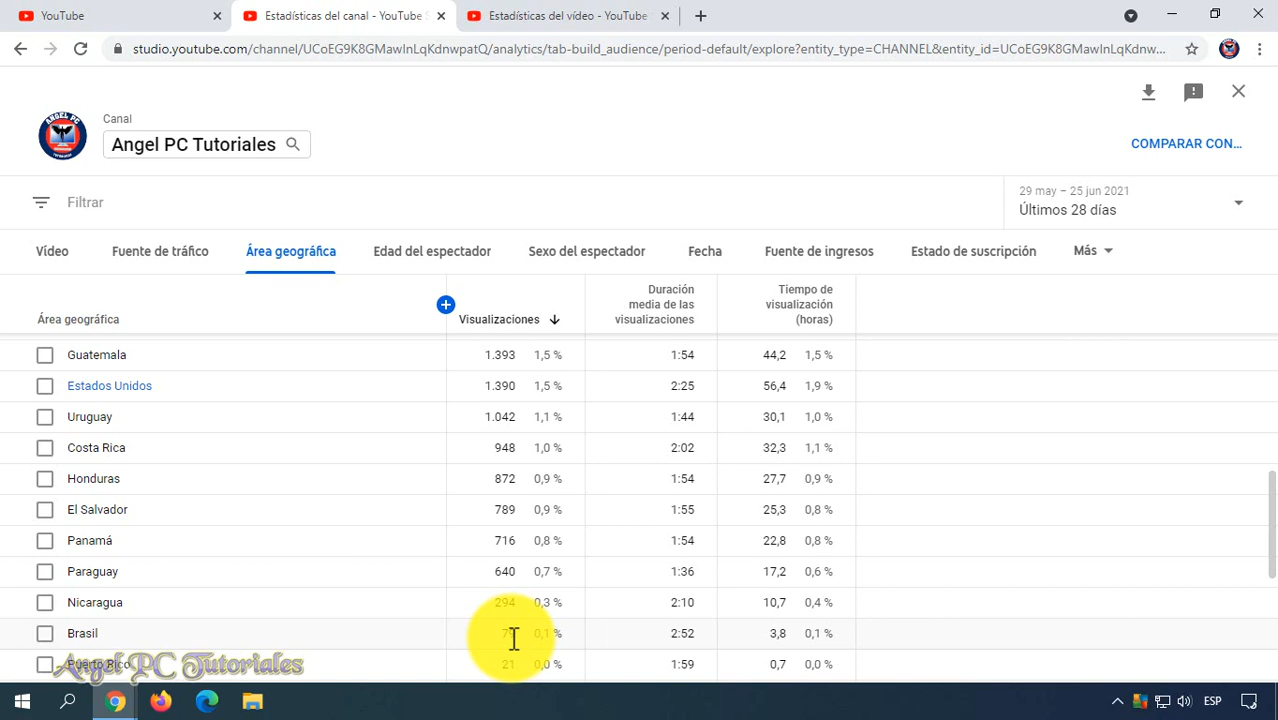 YouTube
Estadísticas del canal - YouTube S
Estadísticas del vídeo - YouTube S
studio.youtube.com/channel/UCoEG9K8GMawlnLqKdnwpatQ/analytics/tab-build_audience/period-default/explore?entity_type=CHANNEL&entity_id=UCoEG9K8GMawlnLqKdnw...
Canal
Angel PC Tutoriales
COMPARAR CON...
Filtrar
29 may – 25 jun 2021
Últimos 28 días
Vídeo Fuente de tráfico Área geográfica Edad del espectador Sexo del espectador Fecha Fuente de ingresos Estado de suscripción Más
Área geográfica Visualizaciones Duración media de las visualizaciones Tiempo de visualización (horas)
Guatemala 1.393 1,5 % 1:54 44,2 1,5 %
Estados Unidos 1.390 1,5 % 2:25 56,4 1,9 %
Uruguay 1.042 1,1 % 1:44 30,1 1,0 %
Costa Rica 948 1,0 % 2:02 32,3 1,1 %
Honduras 872 0,9 % 1:54 27,7 0,9 %
El Salvador 789 0,9 % 1:55 25,3 0,8 %
Panamá 716 0,8 % 1:54 22,8 0,8 %
Paraguay 640 0,7 % 1:36 17,2 0,6 %
Nicaragua 294 0,3 % 2:10 10,7 0,4 %
Brasil 0,1 % 2:52 3,8 0,1 %
Puerto Rico 21 0,0 % 1:59 0,7 0,0 %
Angel PC Tutoriales
ESP